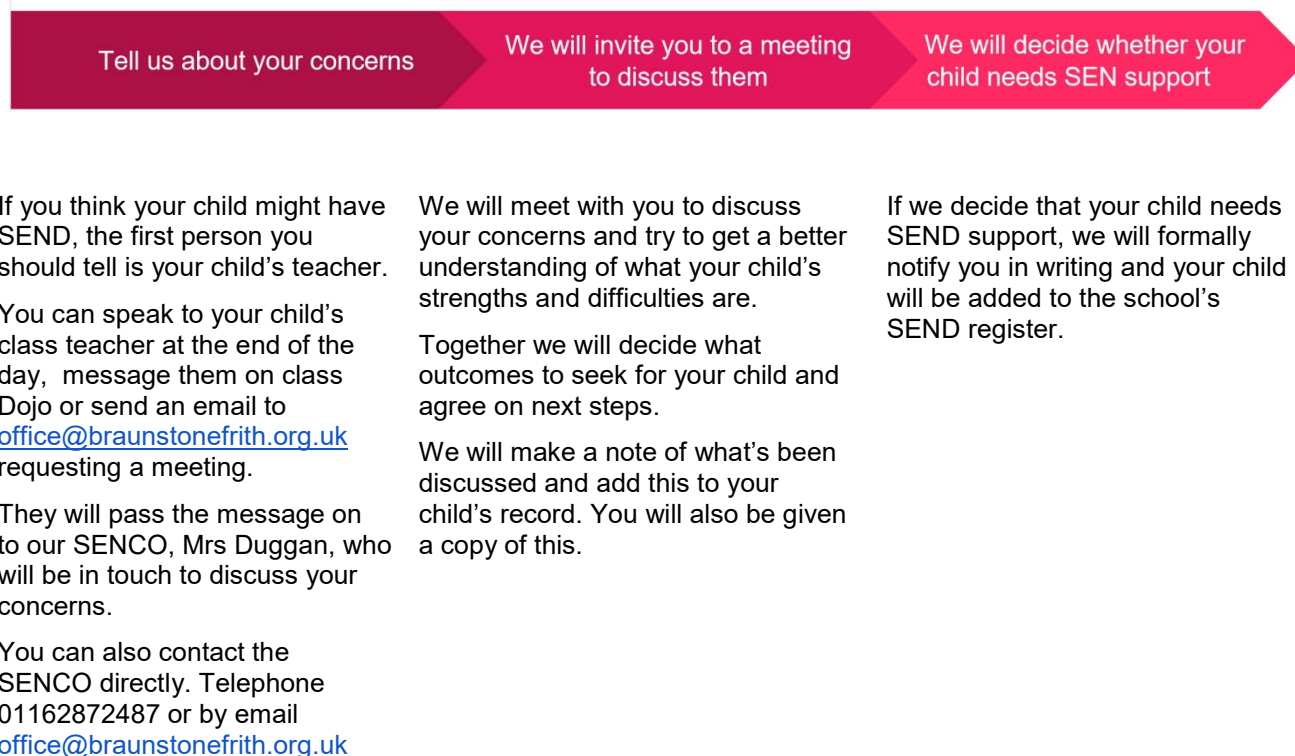 Tell us about your concerns
We will invite you to a meeting
to discuss them
We will decide whether your
child needs SEN support
If you think your child might have
SEND, the first person you
should tell is your child’s teacher.
You can speak to your child’s
class teacher at the end of the
day,  message them on class
Dojo or send an email to
office@braunstonefrith.org.uk
requesting a meeting.
They will pass the message on
to our SENCO, Mrs Duggan, who
will be in touch to discuss your
concerns.
You can also contact the
SENCO directly. Telephone
01162872487 or by email
office@braunstonefrith.org.uk
We will meet with you to discuss
your concerns and try to get a better
understanding of what your child’s
strengths and difficulties are.
Together we will decide what
outcomes to seek for your child and
agree on next steps.
We will make a note of what’s been
discussed and add this to your
child’s record. You will also be given
a copy of this.
If we decide that your child needs
SEND support, we will formally
notify you in writing and your child
will be added to the school’s
SEND register.